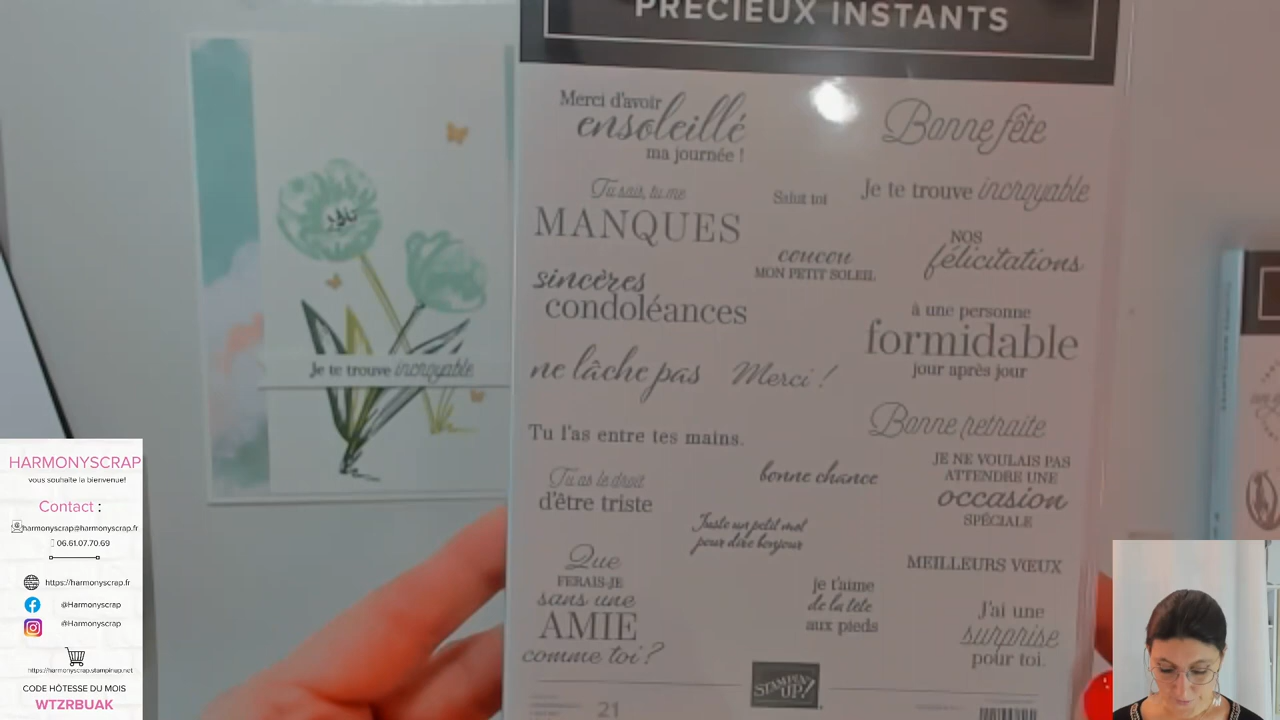 PRÉCIEUX INSTANTS
Merci d'avoir
ensoleillé
ma journée !
Bonne fête
Tu sais, tu me
MANQUES
Salut toi
Je te trouve incroyable
coucou
MON PETIT SOLEIL
NOS
félicitations
sincères
condoléances
à une personne
formidable
jour après jour
ne lâche pas
Merci !
Bonne retraite
Tu l'as entre tes mains.
bonne chance
JE NE VOULAIS PAS
ATTENDRE UNE
occasion
SPÉCIALE
Tu as le droit
d'être triste
Juste un petit mot
pour dire bonjour
MEILLEURS VŒUX
Que
FERAIS-JE
sans une
AMIE
comme toi ?
je t'aime
de la tête
aux pieds
J'ai une
surprise
pour toi.
STAMPIN' UP!
21
Je te trouve incroyable
HARMONYSCRAP
vous souhaite la bienvenue!
Contact :
harmonyscrap@harmonyscrap.fr
06.61.07.70.69
https://harmonyscrap.fr
@Harmonyscrap
@Harmonyscrap
https://harmonyscrap.stampinup.net
CODE HÔTESSE DU MOIS
WTZRBUAK